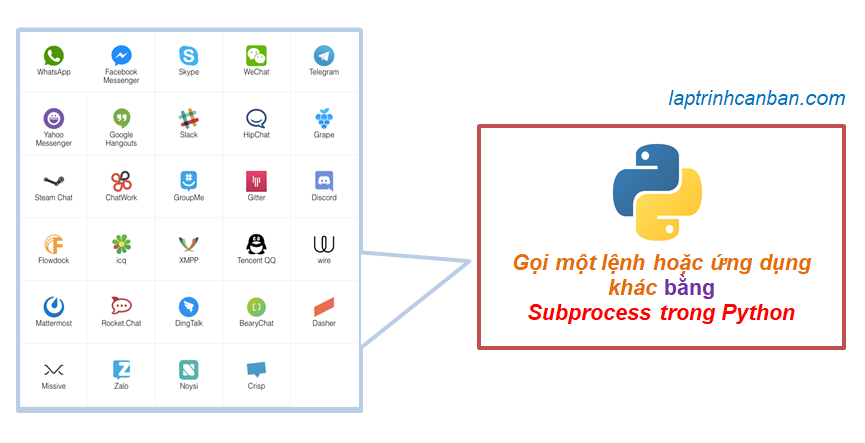 WhatsApp
Facebook
Messenger
Skype
WeChat
Telegram
Yahoo
Messenger
Google
Hangouts
Slack
HipChat
Grape
Steam Chat
ChatWork
GroupMe
Gitter
Discord
Flowdock
icq
XMPP
Tencent QQ
wire
Mattermost
Rocket.Chat
DingTalk
BearyChat
Dasher
Missive
Zalo
Noysi
Crisp
laptrinhcanban.com
Gọi một lệnh hoặc ứng dụng
khác bằng
Subprocess trong Python